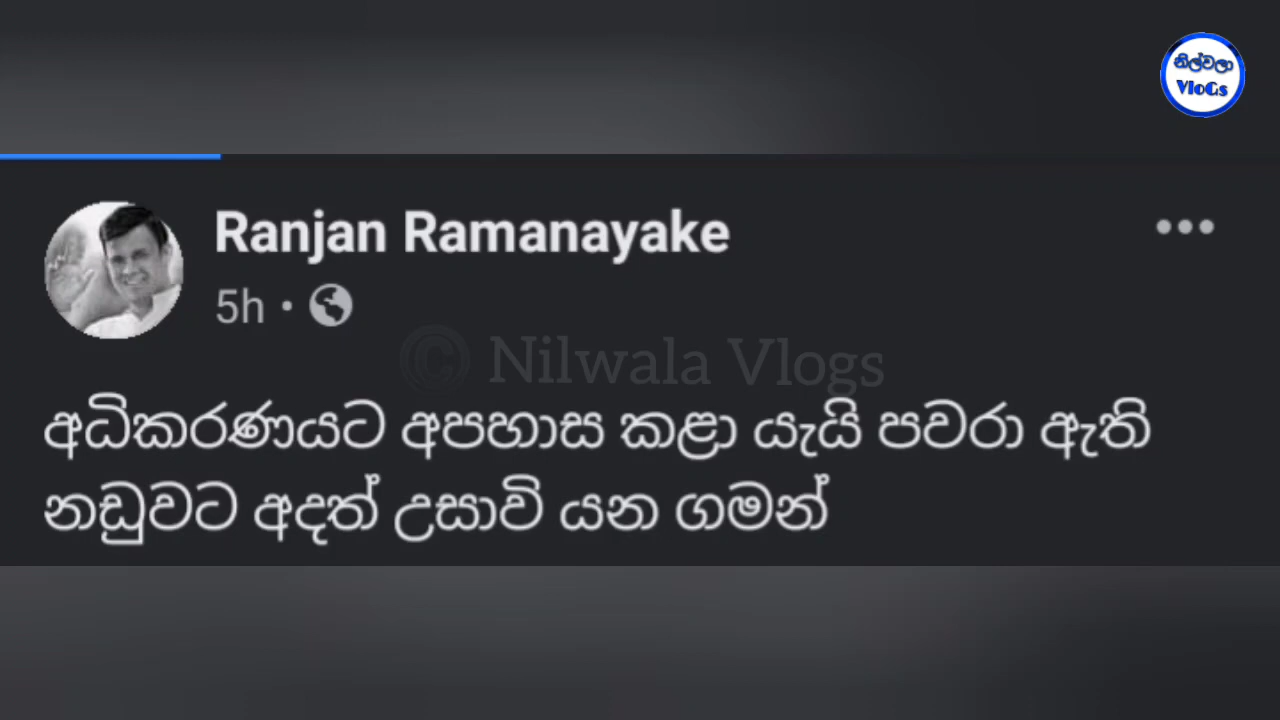 නිල්වලා
VloGs
Ranjan Ramanayake
5h •
© Nilwala Vlogs
අධිකරණයට අපහාස කළා යැයි පවරා ඇති
නඩුවට අදත් උසාවි යන ගමන්